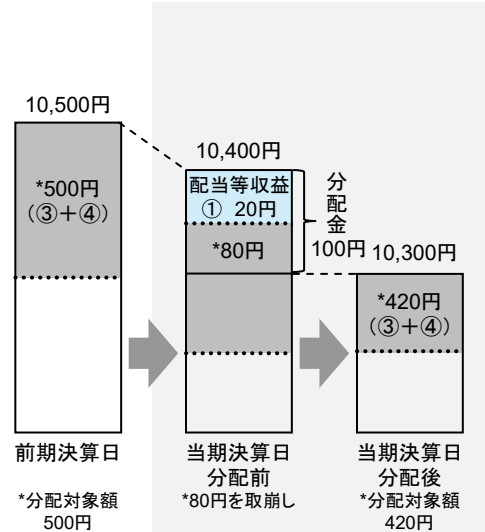 10,500円
*500円
(③+④)
前期決算日
*分配対象額
500円
10,400円
配当等収益
① 20円
*80円
分配金
100円
当期決算日
分配前
*80円を取崩し
10,300円
*420円
(③+④)
当期決算日
分配後
*分配対象額
420円